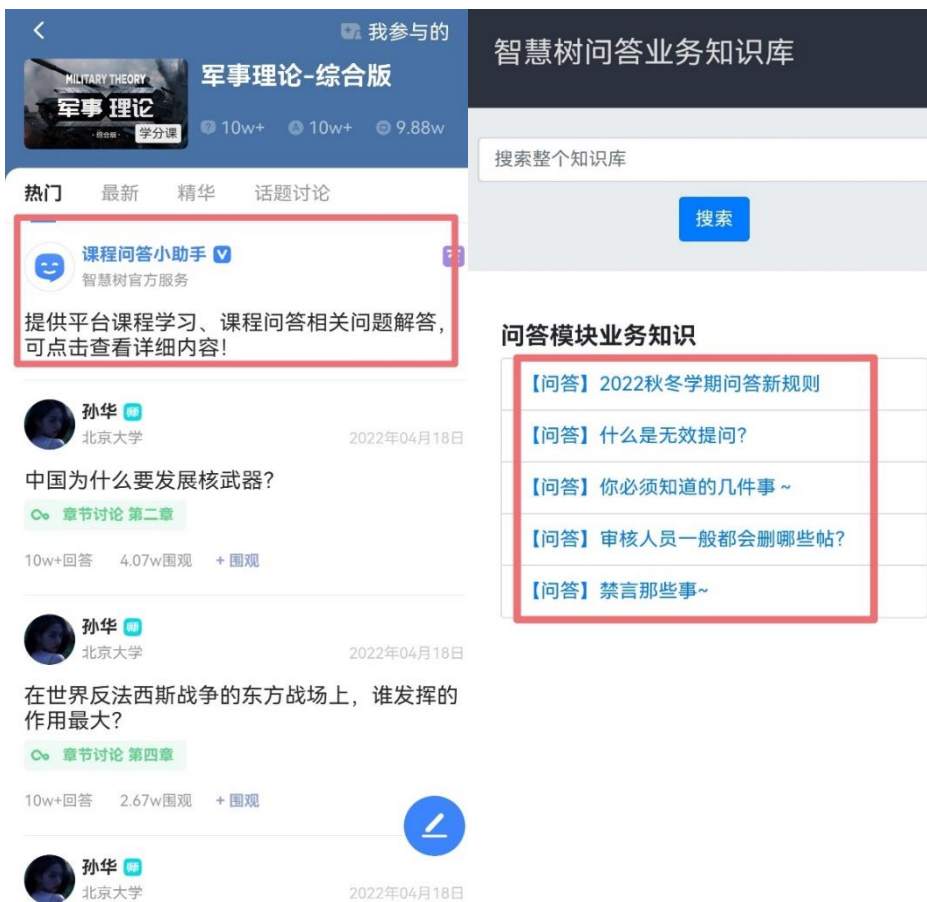 我参与的
MILITARY THEORY
军事 理论
·综合版·
学分课
军事理论-综合版
10w+ 10w+ 9.88w
热门 最新 精华 话题讨论
课程问答小助手
智慧树官方服务
提供平台课程学习、课程问答相关问题解答，
可点击查看详细内容!
孙华 师
北京大学 2022年04月18日
中国为什么要发展核武器?
章节讨论 第二章
10w+回答 4.07w围观 +围观
孙华 师
北京大学 2022年04月18日
在世界反法西斯战争的东方战场上，谁发挥的
作用最大?
章节讨论 第四章
10w+回答 2.67w围观 +围观
孙华 师
北京大学 2022年04月18日
智慧树问答业务知识库
搜索整个知识库
搜索
问答模块业务知识
【问答】2022秋冬学期问答新规则
【问答】什么是无效提问?
【问答】你必须知道的几件事 ~
【问答】审核人员一般都会删哪些帖?
【问答】禁言那些事~